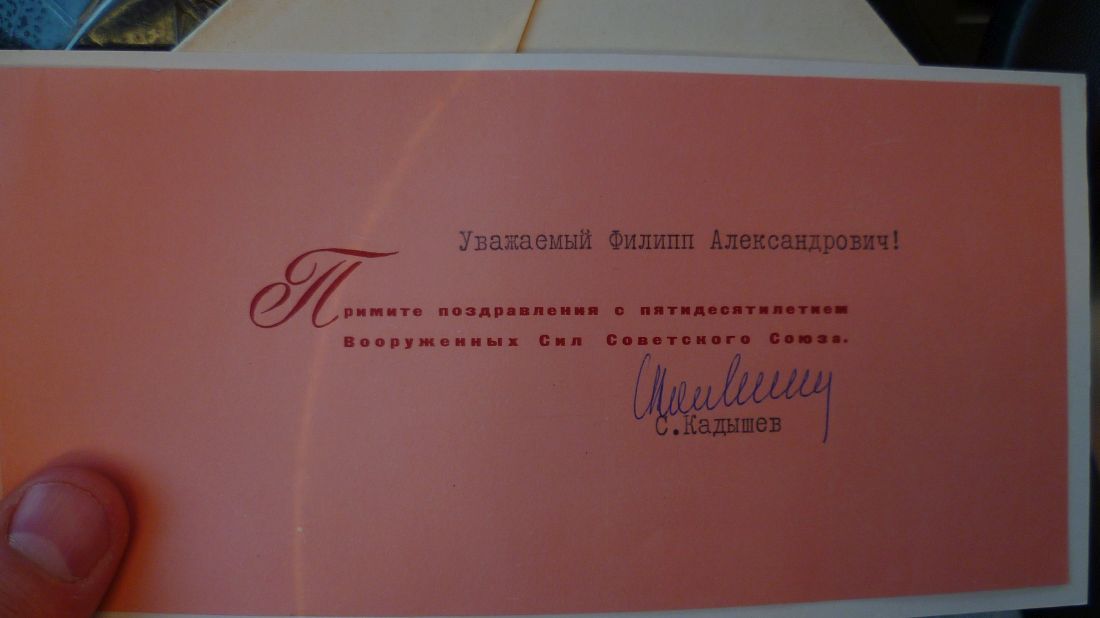 Уважаемый Филипп Александрович!
Примите поздравления с пятидесятилетием
Вооруженных Сил Советского Союза.
С.Кадышев